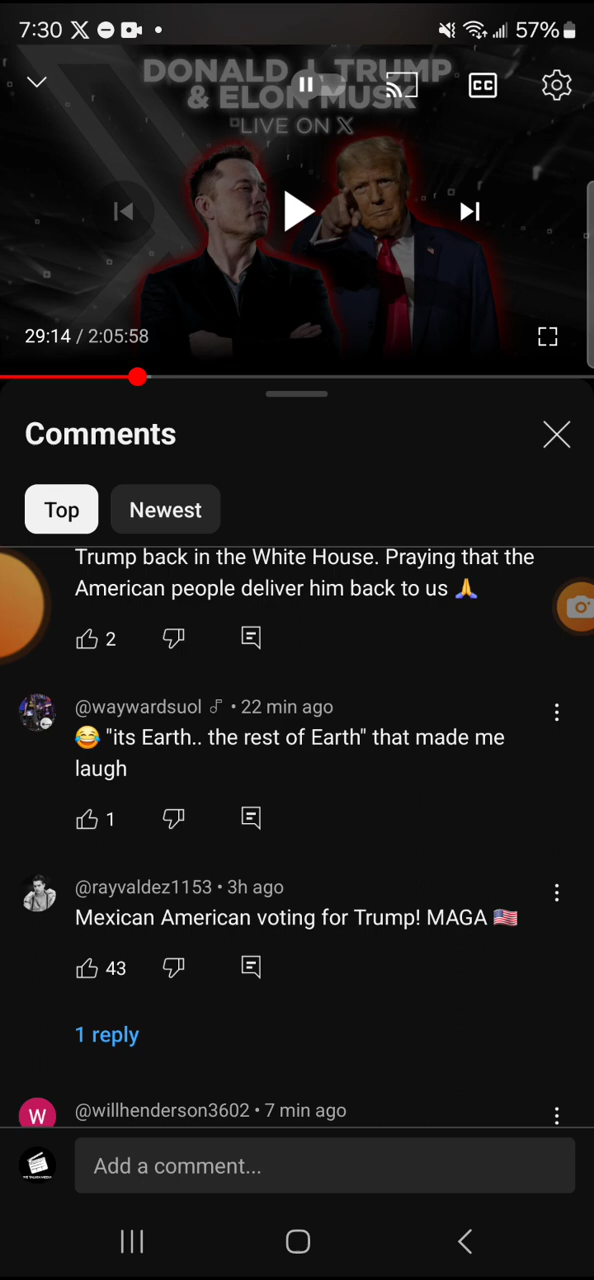 7:30 57%
DONALD J. TRUMP
& ELON MUSK
LIVE ON X
CC
29:14 / 2:05:58
Comments
Top Newest
Trump back in the White House. Praying that the
American people deliver him back to us 🙏
2
@waywardsuol • 22 min ago
😂 "its Earth.. the rest of Earth" that made me
laugh
1
@rayvaldez1153 • 3h ago
Mexican American voting for Trump! MAGA 🇺🇸
43
1 reply
W @willhenderson3602 • 7 min ago
Add a comment...